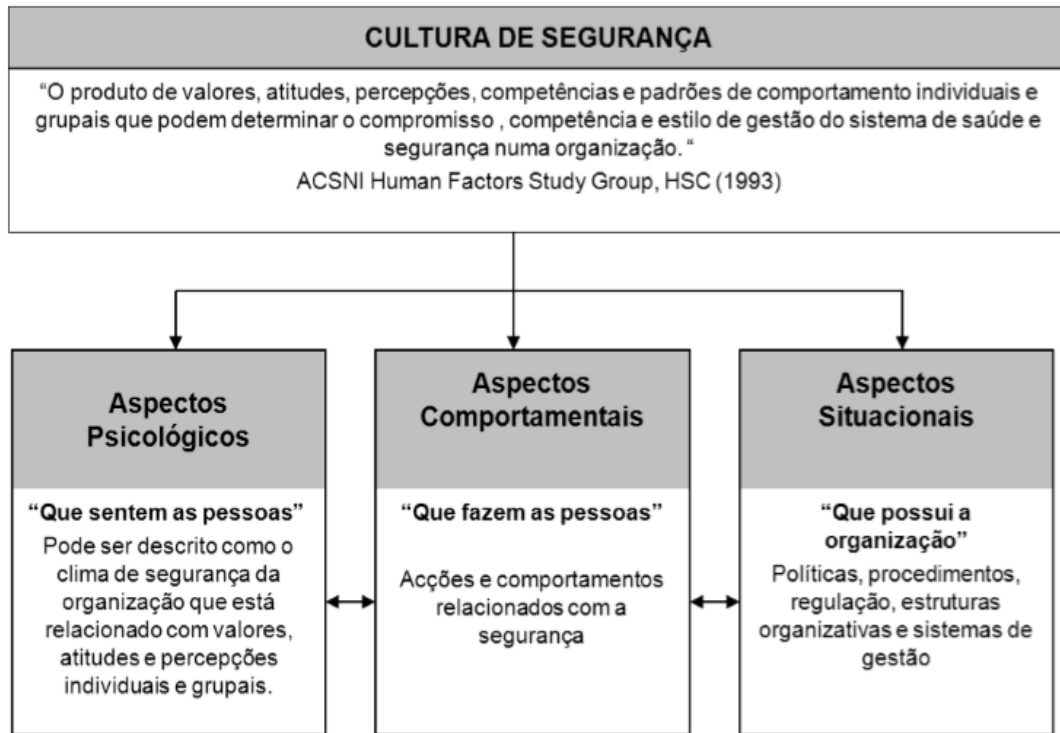 CULTURA DE SEGURANÇA
“O produto de valores, atitudes, percepções, competências e padrões de comportamento individuais e
grupais que podem determinar o compromisso , competência e estilo de gestão do sistema de saúde e
segurança numa organização. “
ACSNI Human Factors Study Group, HSC (1993)
Aspectos
Psicológicos
“Que sentem as pessoas”
Pode ser descrito como o
clima de segurança da
organização que está
relacionado com valores,
atitudes e percepções
individuais e grupais.
Aspectos
Comportamentais
“Que fazem as pessoas”
Acções e comportamentos
relacionados com a
segurança
Aspectos
Situacionais
“Que possui a
organização”
Políticas, procedimentos,
regulação, estruturas
organizativas e sistemas de
gestão